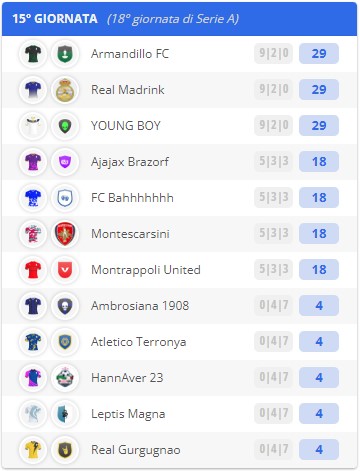 15° GIORNATA (18° giornata di Serie A)
Armandillo FC 9|2|0 29
Real Madrink 9|2|0 29
YOUNG BOY 9|2|0 29
Ajajax Brazorf 5|3|3 18
FC Bahhhhhhh 5|3|3 18
Montescarsini 5|3|3 18
Montrappoli United 5|3|3 18
Ambrosiana 1908 0|4|7 4
Atletico Terronya 0|4|7 4
HannAver 23 0|4|7 4
Leptis Magna 0|4|7 4
Real Gurgugnao 0|4|7 4